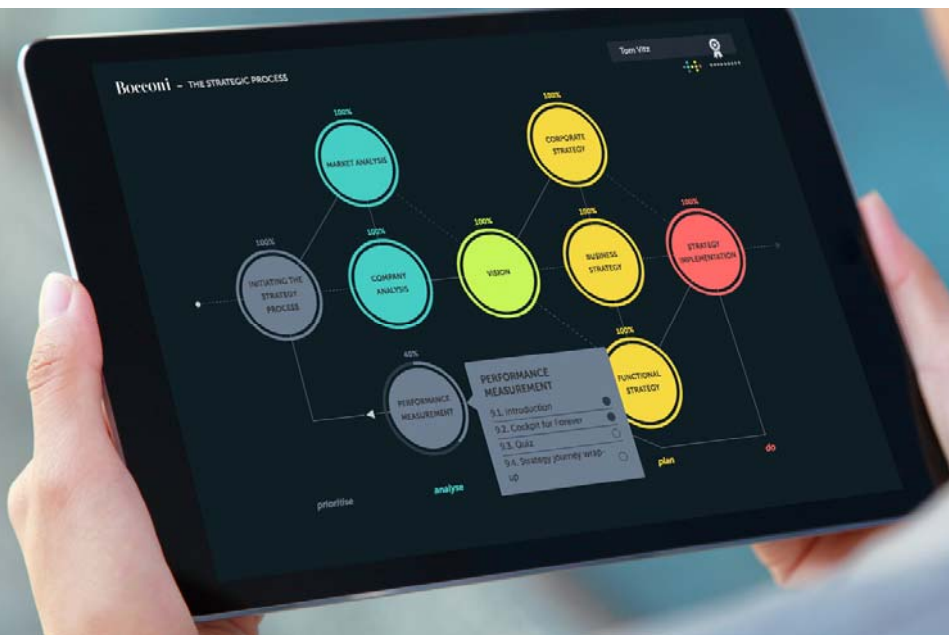 Bocconi – THE STRATEGIC PROCESS
Tom Vitz
100%
MARKET ANALYSIS
100%
CORPORATE
STRATEGY
100%
INITIATING THE
STRATEGY
PROCESS
100%
COMPANY
ANALYSIS
100%
VISION
100%
BUSINESS
STRATEGY
100%
STRATEGY
IMPLEMENTATION
40%
PERFORMANCE
MEASUREMENT
PERFORMANCE
MEASUREMENT
9.1. Introduction
9.2. Cockpit for Forever
9.3. Quiz
9.4. Strategy journey wrap-
up
100%
FUNCTIONAL
STRATEGY
prioritise
analyse
plan
do